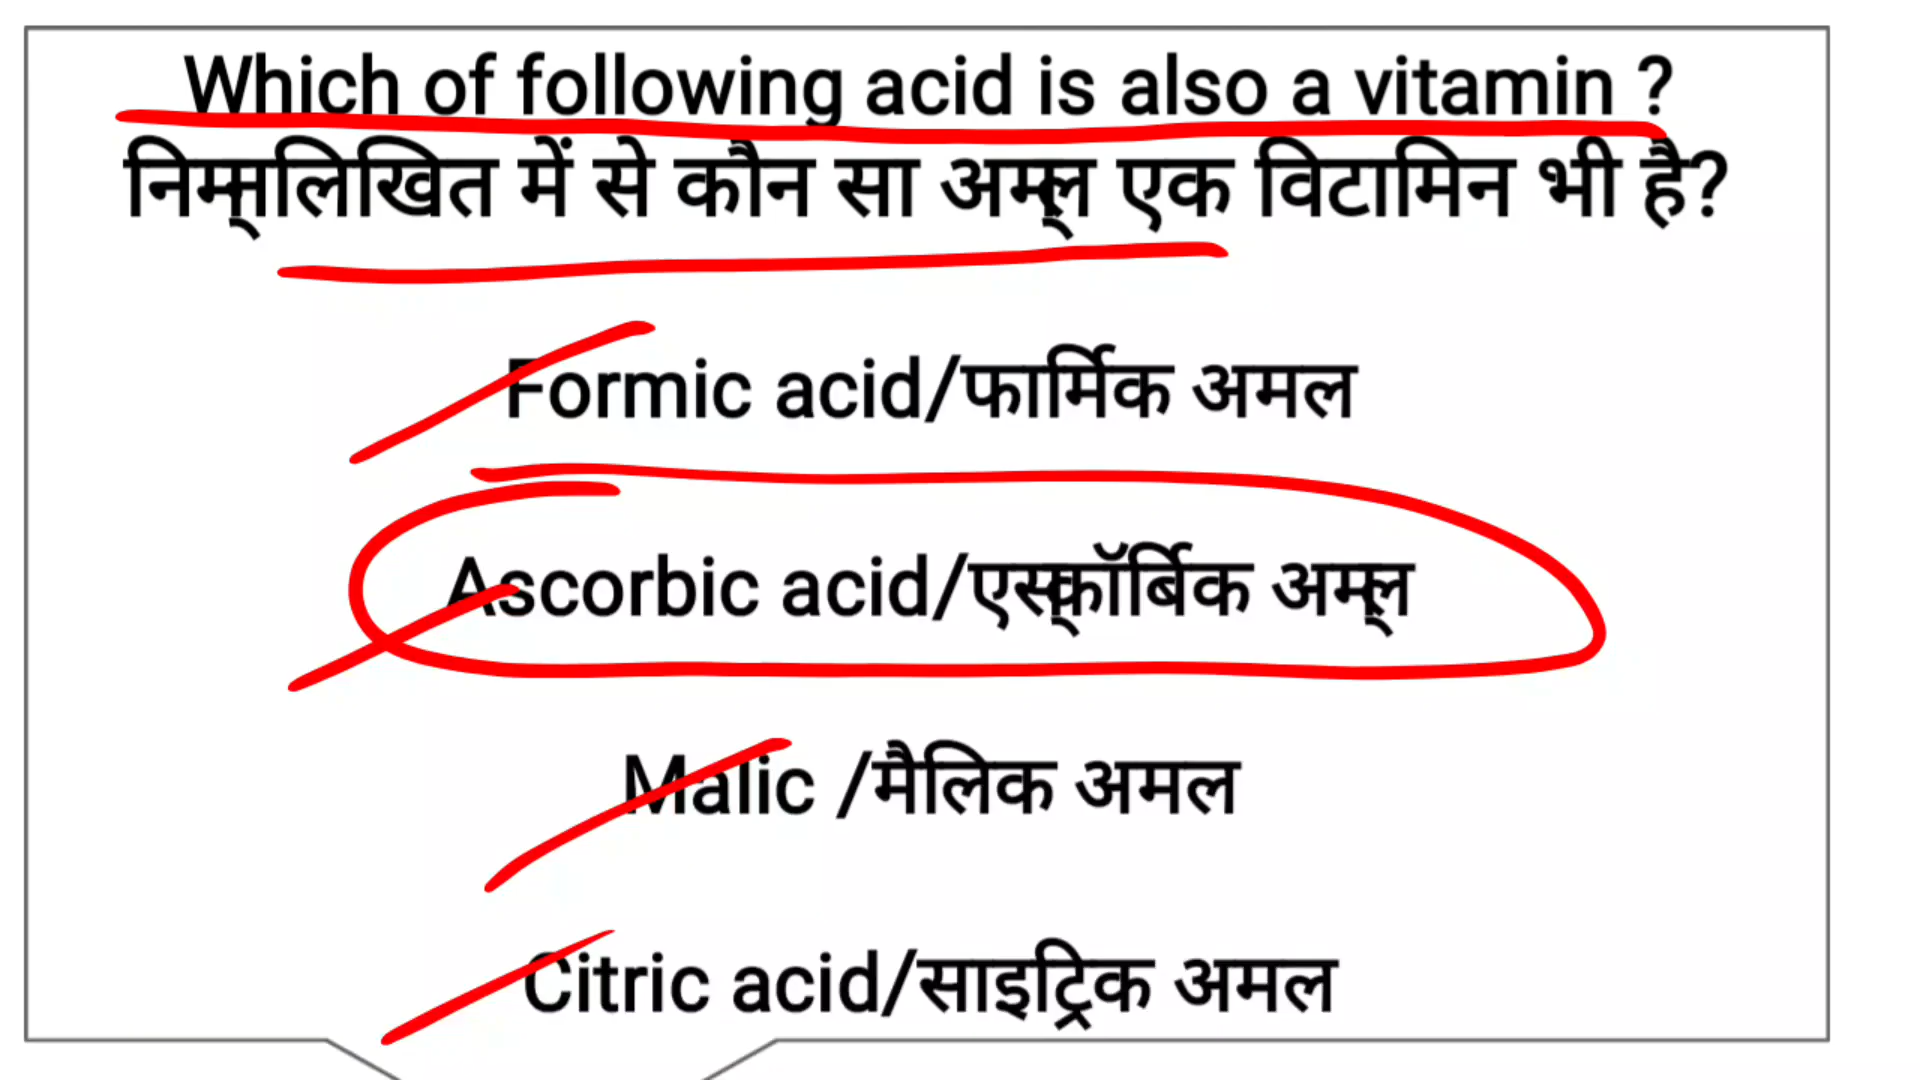 Which of following acid is also a vitamin ?
निम्नलिखित में से कौन सा अम्ल एक विटामिन भी है?
Formic acid/फार्मिक अमल
Ascorbic acid/एस्कॉर्बिक अम्ल
Malic /मैलिक अमल
Citric acid/साइट्रिक अमल